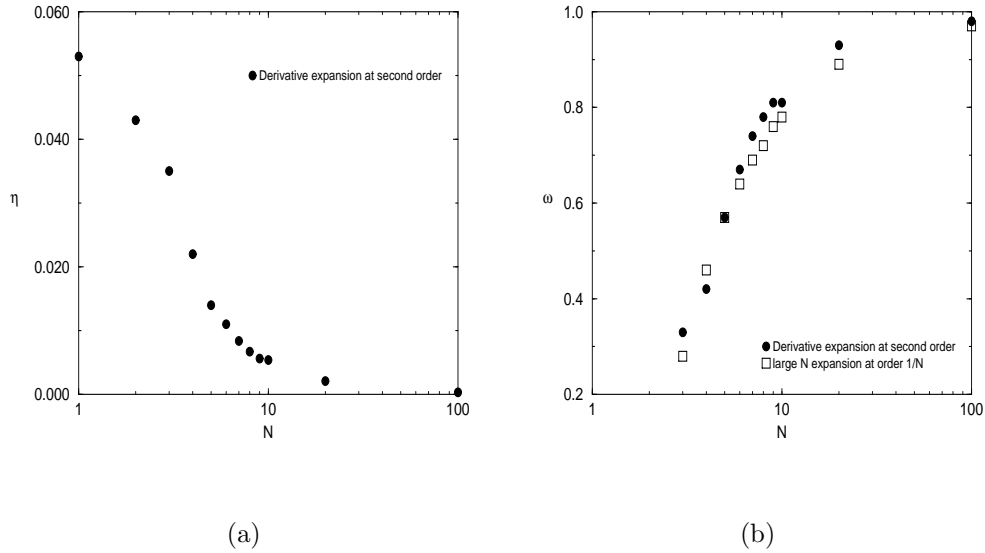 0.060
0.040
η
0.020
0.000
1
10
100
N
Derivative expansion at second order
(a)
1.0
0.8
ω
0.6
0.4
0.2
1
10
100
N
Derivative expansion at second order
large N expansion at order 1/N
(b)